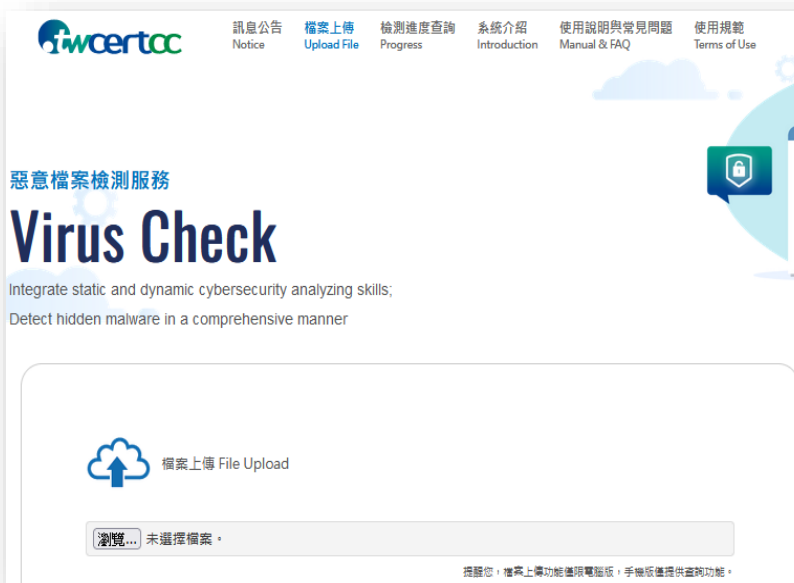 twcertcc
訊息公告 檔案上傳 檢測進度查詢 系統介紹 使用說明與常見問題 使用規範
Notice Upload File Progress Introduction Manual & FAQ Terms of Use
惡意檔案檢測服務
Virus Check
Integrate static and dynamic cybersecurity analyzing skills;
Detect hidden malware in a comprehensive manner
檔案上傳 File Upload
瀏覽... 未選擇檔案。
提醒您，檔案上傳功能僅限電腦版，手機版僅提供查詢功能。